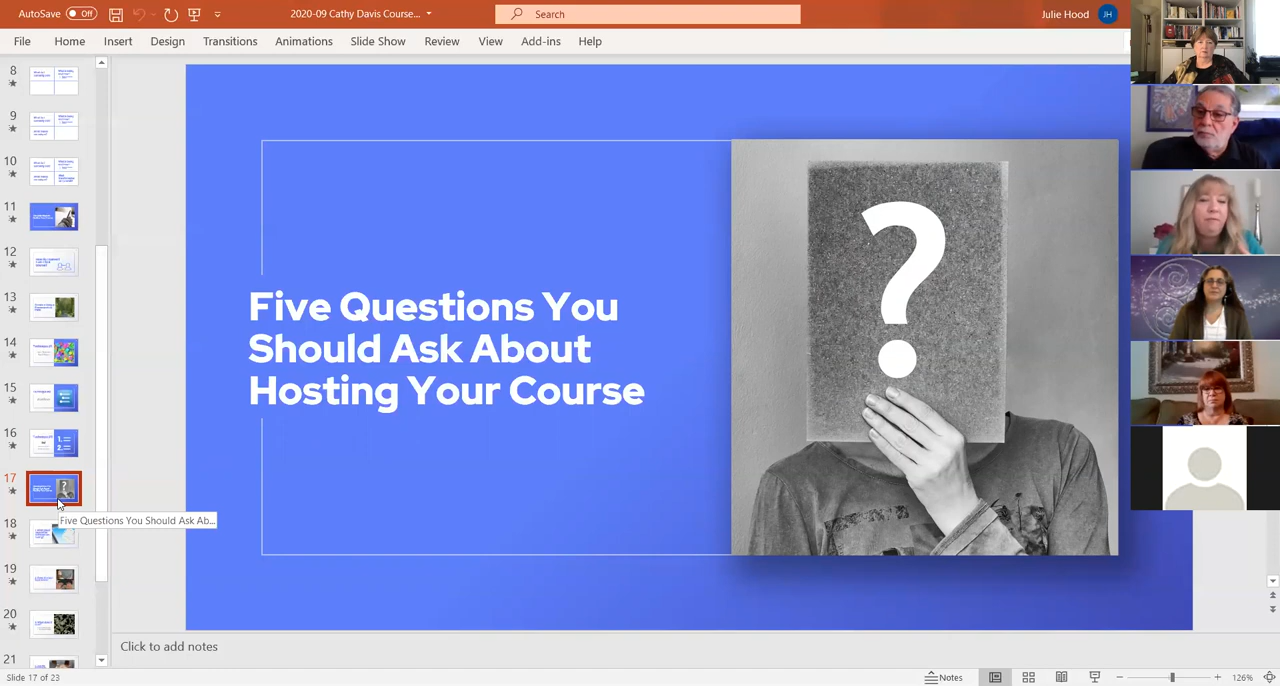 AutoSave Off 2020-09 Cathy Davis Course... Search Julie Hood JH
File Home Insert Design Transitions Animations Slide Show Review View Add-ins Help
8
9
10
11
12
13
14
15
16
17
Five Questions You Should Ask Ab...
18
19
20
21
Five Questions You
Should Ask About
Hosting Your Course
?
Click to add notes
Slide 17 of 23 Notes 126%